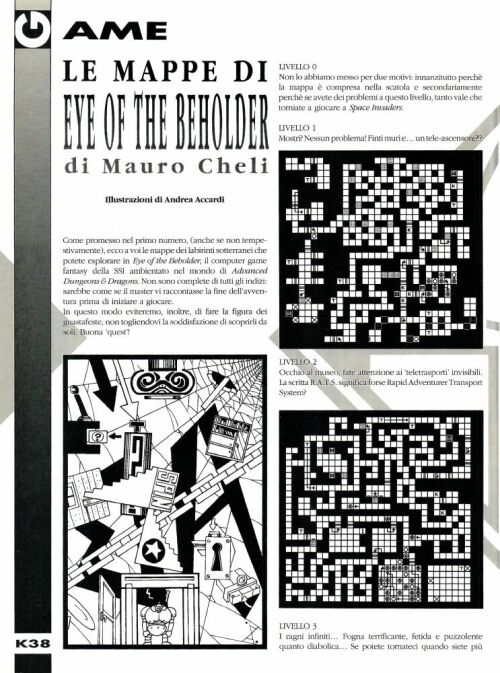 GAME
LE MAPPE DI
EYE OF THE BEHOLDER
di Mauro Cheli
Illustrazioni di Andrea Accardi
Come promesso nel primo numero, (anche se non tempe-
stivamente), ecco a voi le mappe dei labirinti sotterranei che
potete esplorare in Eye of the Beholder, il computer game
fantasy della SSI ambientato nel mondo di Advanced
Dungeons & Dragons. Non sono complete di tutti gli indizi:
sarebbe come se il master vi raccontasse la fine dell'avven-
tura prima di iniziare a giocare.
In questo modo eviteremo, inoltre, di fare la figura dei
guastafeste, non togliendovi la soddisfazione di scoprirli da
soli. Buona 'quest'!
LIVELLO 0
Non lo abbiamo messo per due motivi: innanzitutto perchè
la mappa è compresa nella scatola e secondariamente
perchè se avete dei problemi a questo livello, tanto vale che
torniate a giocare a Space Invaders.
LIVELLO 1
Mostri? Nessun problema! Finti muri e… un tele-ascensore??
LIVELLO 2
Occhio al museo, fate attenzione ai 'teletrasporti' invisibili.
La scritta R.A.T.S. significa forse Rapid Adventurer Transport
System?
LIVELLO 3
I ragni infiniti… Fogna terrificante, fetida e puzzolente
quanto diabolica… Se potete tornateci quando siete più
K38